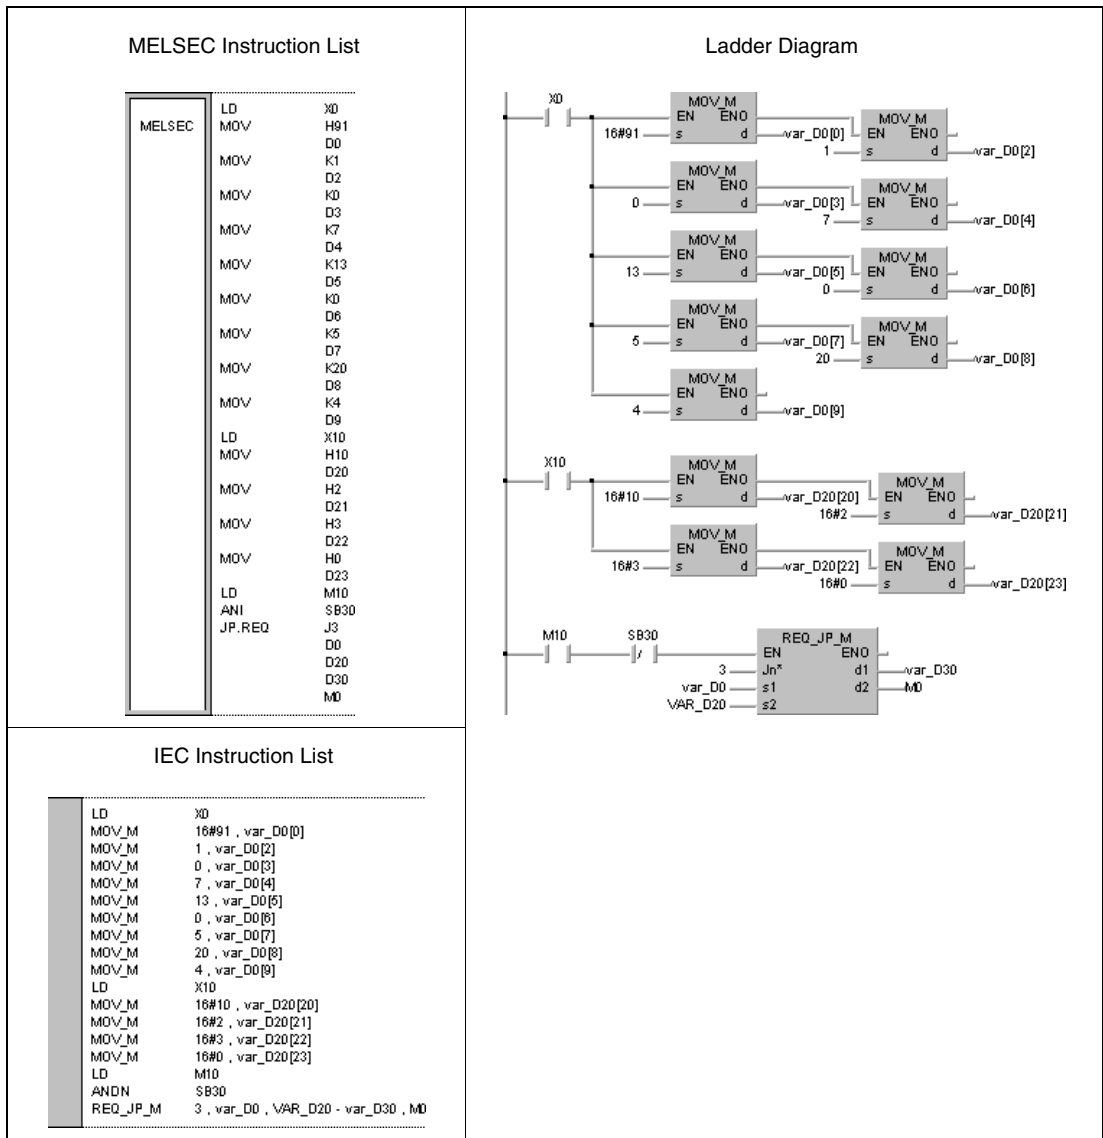 MELSEC Instruction List
MELSEC
LD X0
MOV H91
D0
MOV K1
D2
MOV K0
D3
MOV K7
D4
MOV K13
D5
MOV K0
D6
MOV K5
D7
MOV K20
D8
MOV K4
D9
LD X10
MOV H10
D20
MOV H2
D21
MOV H3
D22
MOV H0
D23
LD M10
ANI SB30
JP.REQ J3
D0
D20
D30
M0
Ladder Diagram
X0
MOV_M
EN ENO
16#91 s d var_D0[0]
MOV_M
EN ENO
1 s d var_D0[2]
MOV_M
EN ENO
0 s d var_D0[3]
MOV_M
EN ENO
7 s d var_D0[4]
MOV_M
EN ENO
13 s d var_D0[5]
MOV_M
EN ENO
0 s d var_D0[6]
MOV_M
EN ENO
5 s d var_D0[7]
MOV_M
EN ENO
20 s d var_D0[8]
MOV_M
EN ENO
4 s d var_D0[9]
X10
MOV_M
EN ENO
16#10 s d var_D20[20]
MOV_M
EN ENO
16#2 s d var_D20[21]
MOV_M
EN ENO
16#3 s d var_D20[22]
MOV_M
EN ENO
16#0 s d var_D20[23]
M10 SB30
REQ_JP_M
EN ENO
3 Jn* d1 var_D30
var_D0 s1 d2 M0
VAR_D20 s2
IEC Instruction List
LD X0
MOV_M 16#91 , var_D0[0]
MOV_M 1 , var_D0[2]
MOV_M 0 , var_D0[3]
MOV_M 7 , var_D0[4]
MOV_M 13 , var_D0[5]
MOV_M 0 , var_D0[6]
MOV_M 5 , var_D0[7]
MOV_M 20 , var_D0[8]
MOV_M 4 , var_D0[9]
LD X10
MOV_M 16#10 , var_D20[20]
MOV_M 16#2 , var_D20[21]
MOV_M 16#3 , var_D20[22]
MOV_M 16#0 , var_D20[23]
LD M10
ANDN SB30
REQ_JP_M 3 , var_D0 , VAR_D20 - var_D30 , M0